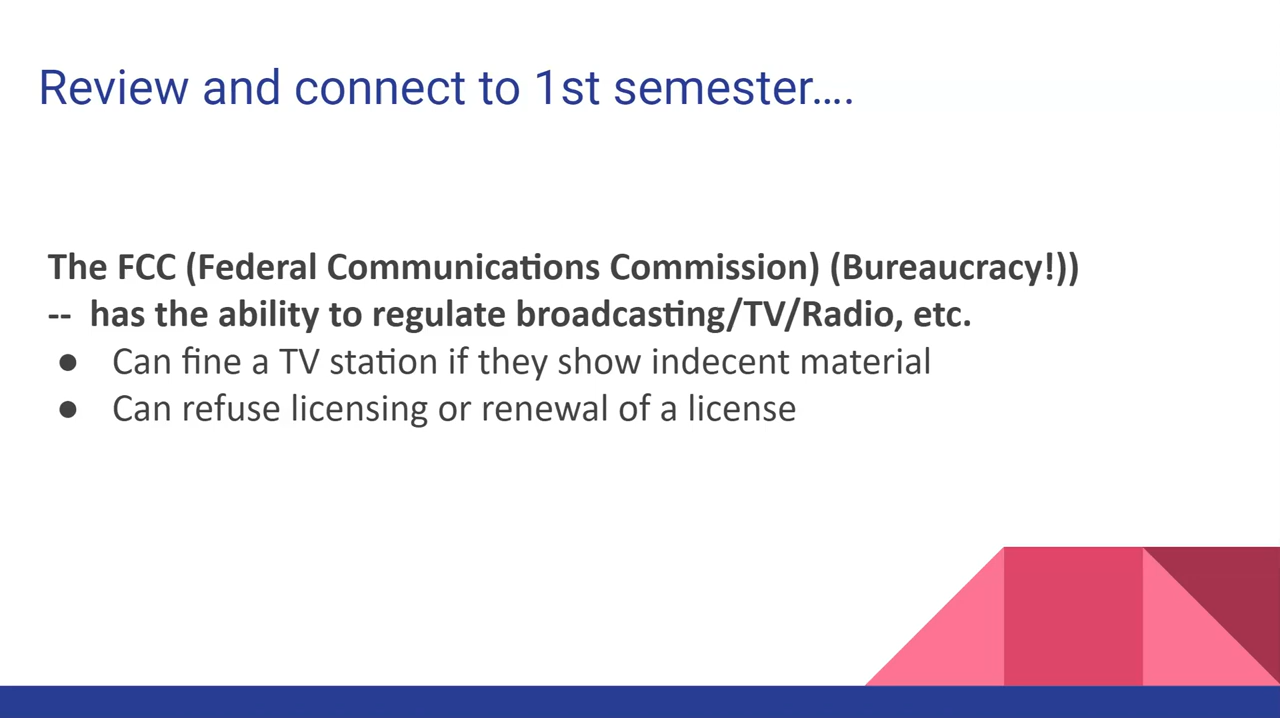 Review and connect to 1st semester....
The FCC (Federal Communications Commission) (Bureaucracy!))
-- has the ability to regulate broadcasting/TV/Radio, etc.
● Can fine a TV station if they show indecent material
● Can refuse licensing or renewal of a license